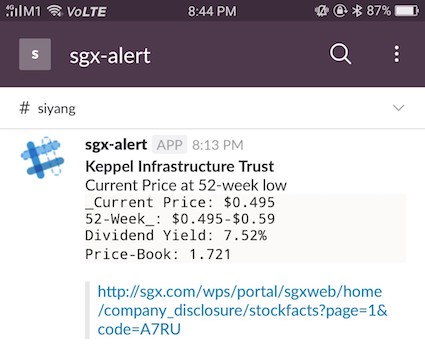 4G M1 VoLTE 8:44 PM 87%
S sgx-alert
# siyang
sgx-alert APP 8:13 PM
Keppel Infrastructure Trust
Current Price at 52-week low
_Current Price: $0.495
52-Week_: $0.495-$0.59
Dividend Yield: 7.52%
Price-Book: 1.721
http://sgx.com/wps/portal/sgxweb/home
/company_disclosure/stockfacts?page=1&
code=A7RU